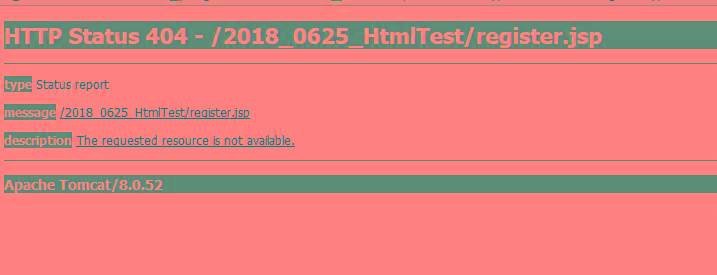 HTTP Status 404 - /2018_0625_HtmlTest/register.jsp
type Status report
message /2018_0625_HtmlTest/register.jsp
description The requested resource is not available.
Apache Tomcat/8.0.52